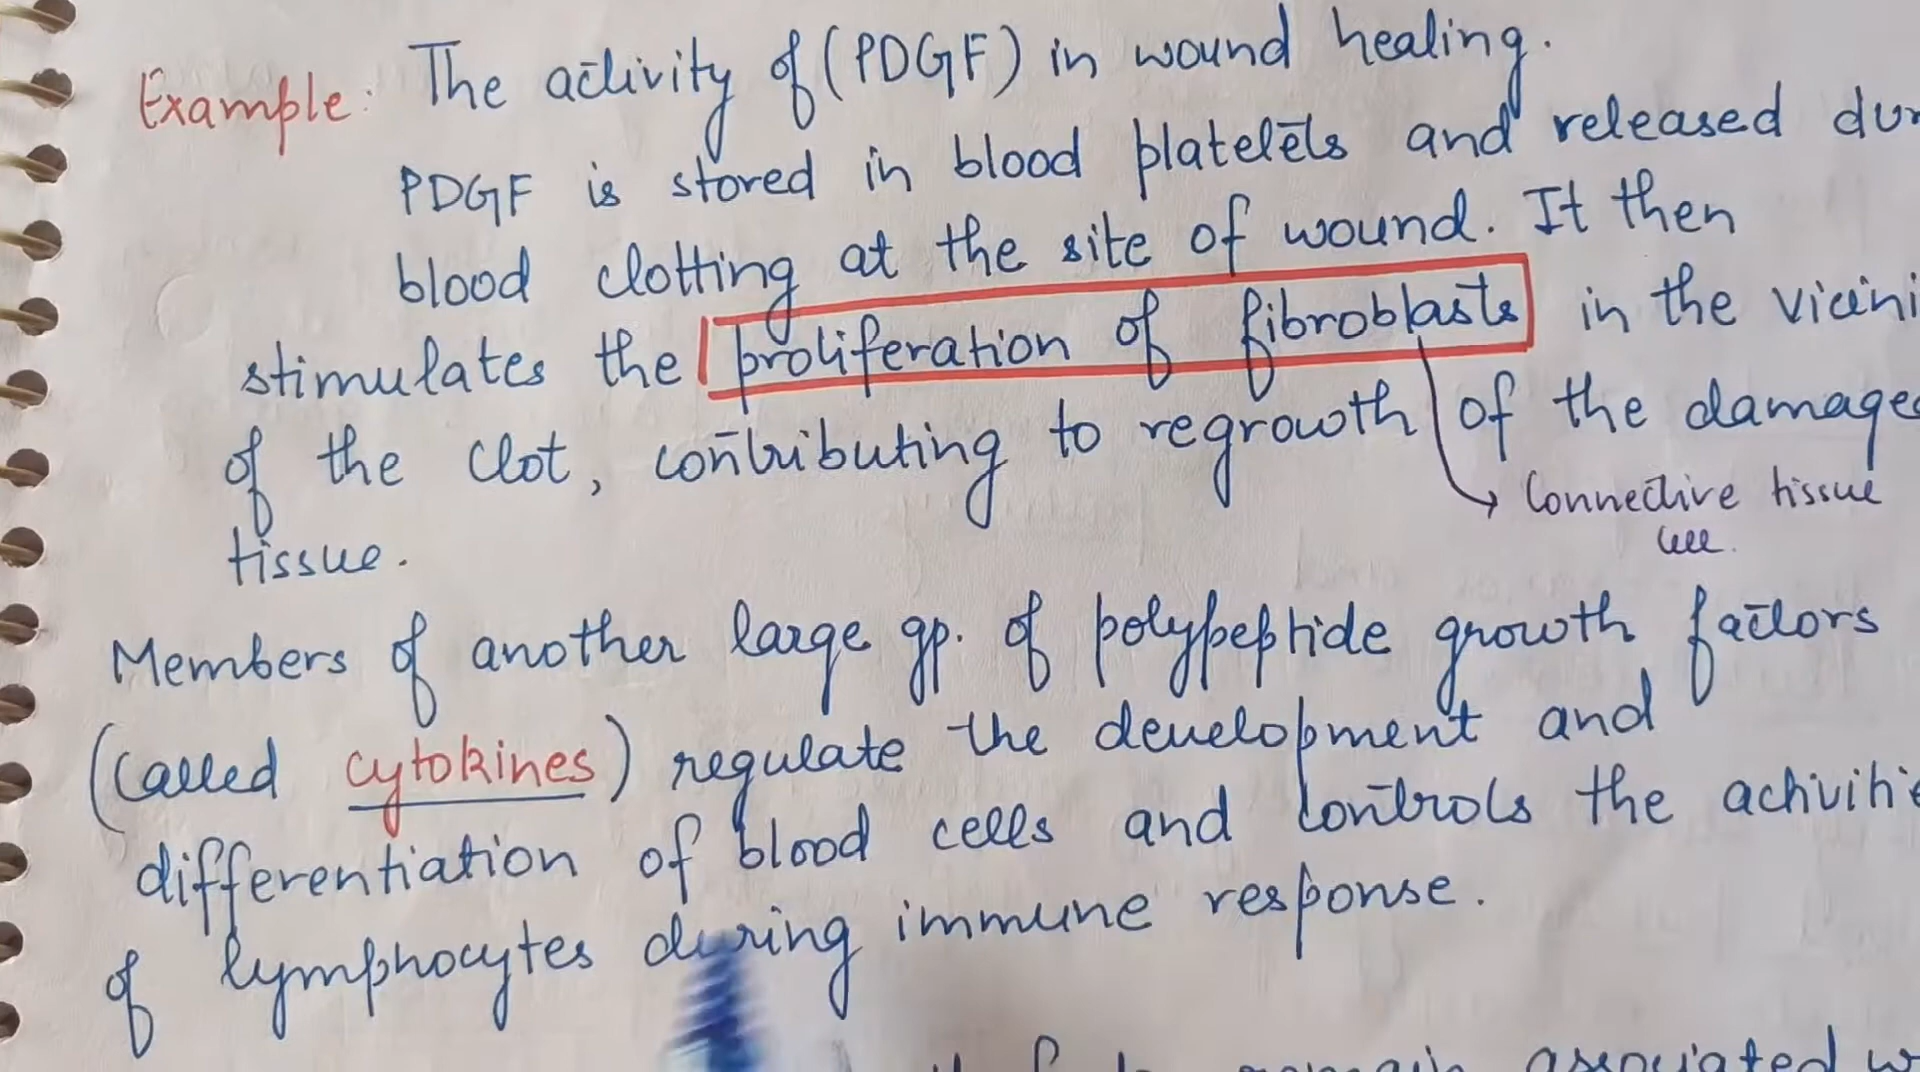 Example: The activity of (PDGF) in wound healing.
PDGF is stored in blood platelets and released dur
blood clotting at the site of wound. It then
stimulates the proliferation of fibroblasts in the vicini
of the clot, contributing to regrowth of the damage
Connective tissue
cell.
tissue.
Members of another large gp. of polypeptide growth factors
(called cytokines) regulate the development and
differentiation of blood cells and controls the activitie
of lymphocytes during immune response.
remain associated w